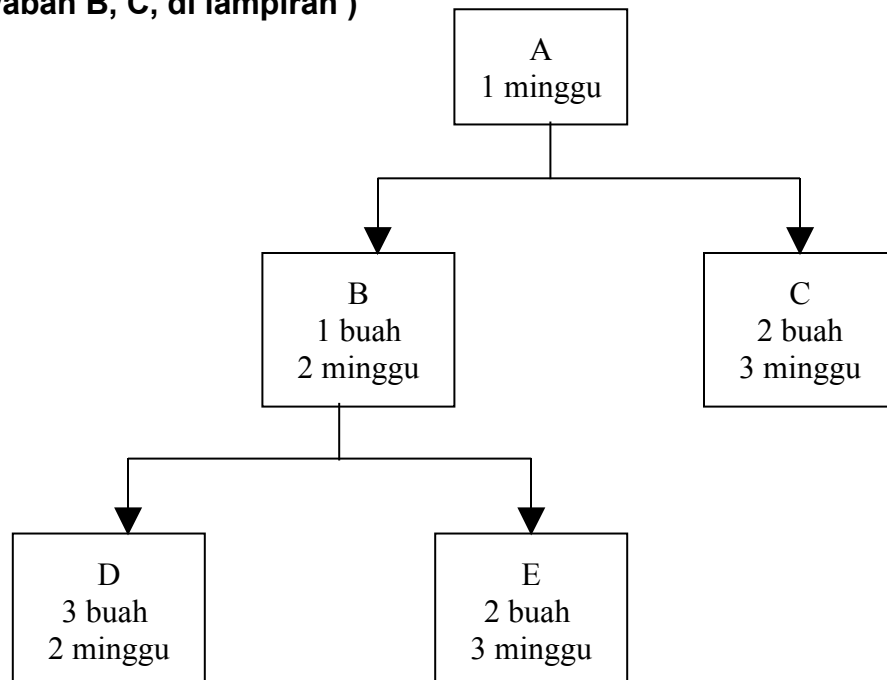 B, C, di lampiran )
A
1 minggu
B
1 buah
2 minggu
C
2 buah
3 minggu
D
3 buah
2 minggu
E
2 buah
3 minggu